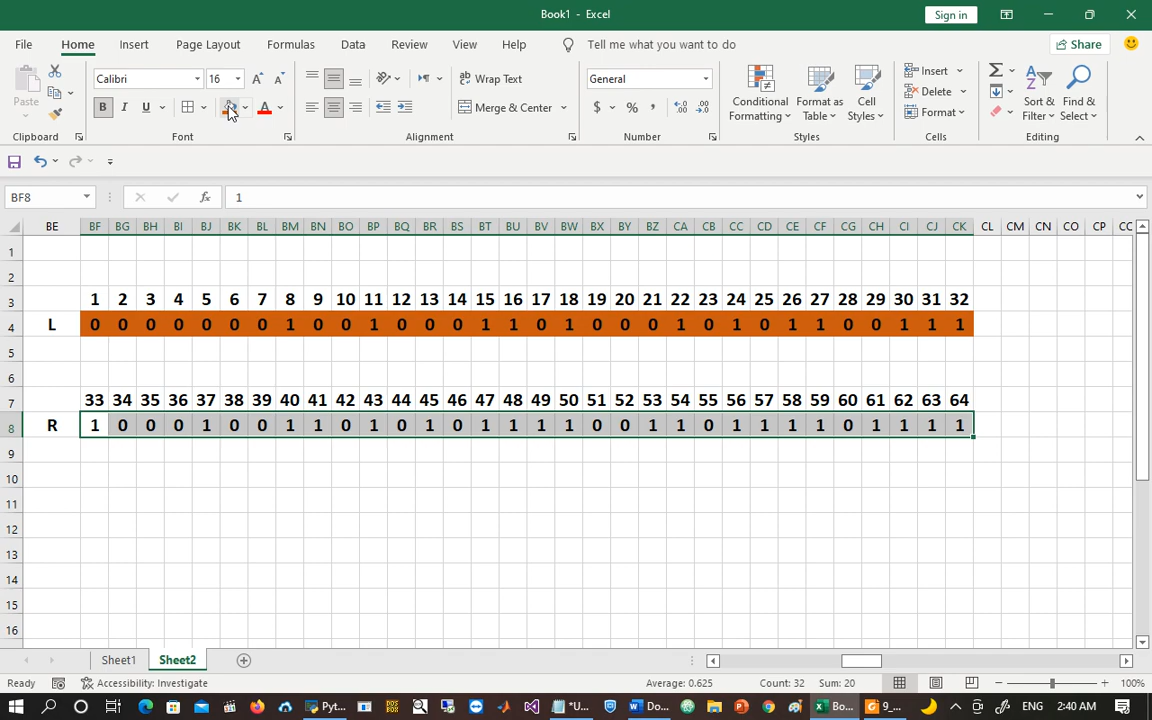 Book1 - Excel
Sign in
File Home Insert Page Layout Formulas Data Review View Help Tell me what you want to do Share
Paste Calibri 16 B I U A Wrap Text Merge & Center General $ % , Conditional Formatting Format as Table Cell Styles Insert Delete Format Sort & Filter Find & Select
Clipboard Font Alignment Number Styles Cells Editing
BF8 fx 1
BE BF BG BH BI BJ BK BL BM BN BO BP BQ BR BS BT BU BV BW BX BY BZ CA CB CC CD CE CF CG CH CI CJ CK CL CM CN CO CP CC
1
2
3 1 2 3 4 5 6 7 8 9 10 11 12 13 14 15 16 17 18 19 20 21 22 23 24 25 26 27 28 29 30 31 32
4 L 0 0 0 0 0 0 0 1 0 0 1 0 0 0 1 1 0 1 0 0 0 1 0 1 0 1 1 0 0 1 1 1
5
6
7 33 34 35 36 37 38 39 40 41 42 43 44 45 46 47 48 49 50 51 52 53 54 55 56 57 58 59 60 61 62 63 64
8 R 1 0 0 0 1 0 0 1 1 0 1 0 1 0 1 1 1 1 0 0 1 1 0 1 1 1 1 0 1 1 1 1
9
10
11
12
13
14
15
16
Sheet1 Sheet2
Ready Accessibility: Investigate Average: 0.625 Count: 32 Sum: 20 100%
Pyt... *U... Do... Bo... 9_... ENG 2:40 AM